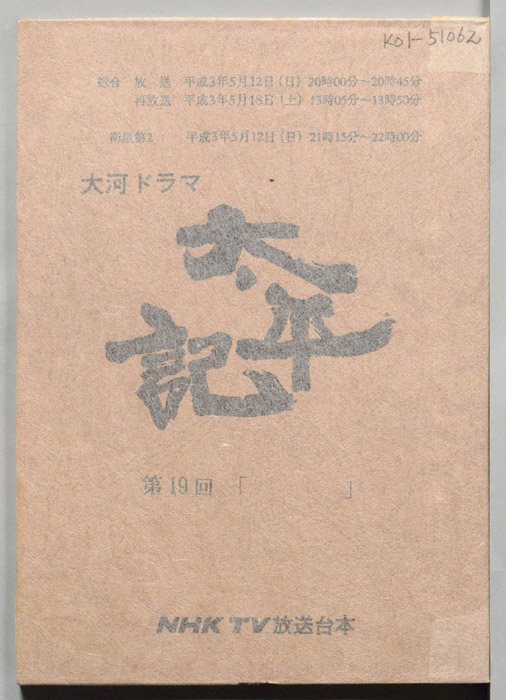 K01-51062
総合 放送 平成3年5月12日(日) 20時00分~20時45分
再放送 平成3年5月18日(土) 13時05分~13時50分
衛星第2 平成3年5月12日(日) 21時15分~22時00分
大河ドラマ
太平記
第19回「 」
NHK TV 放送台本